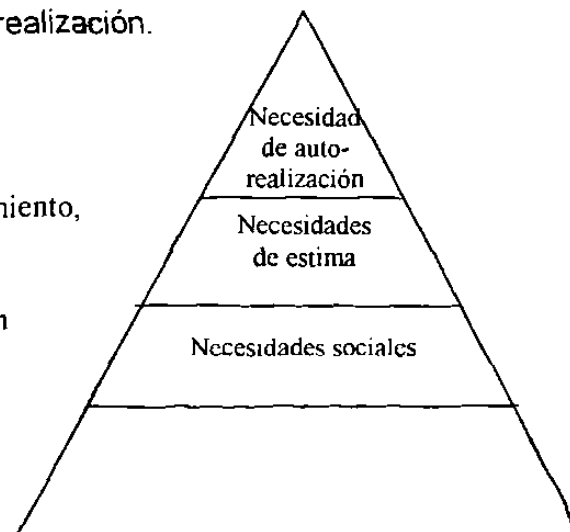 realización.
Necesidad
de auto-
realización
miento,
Necesidades
de estima
Necesidades sociales